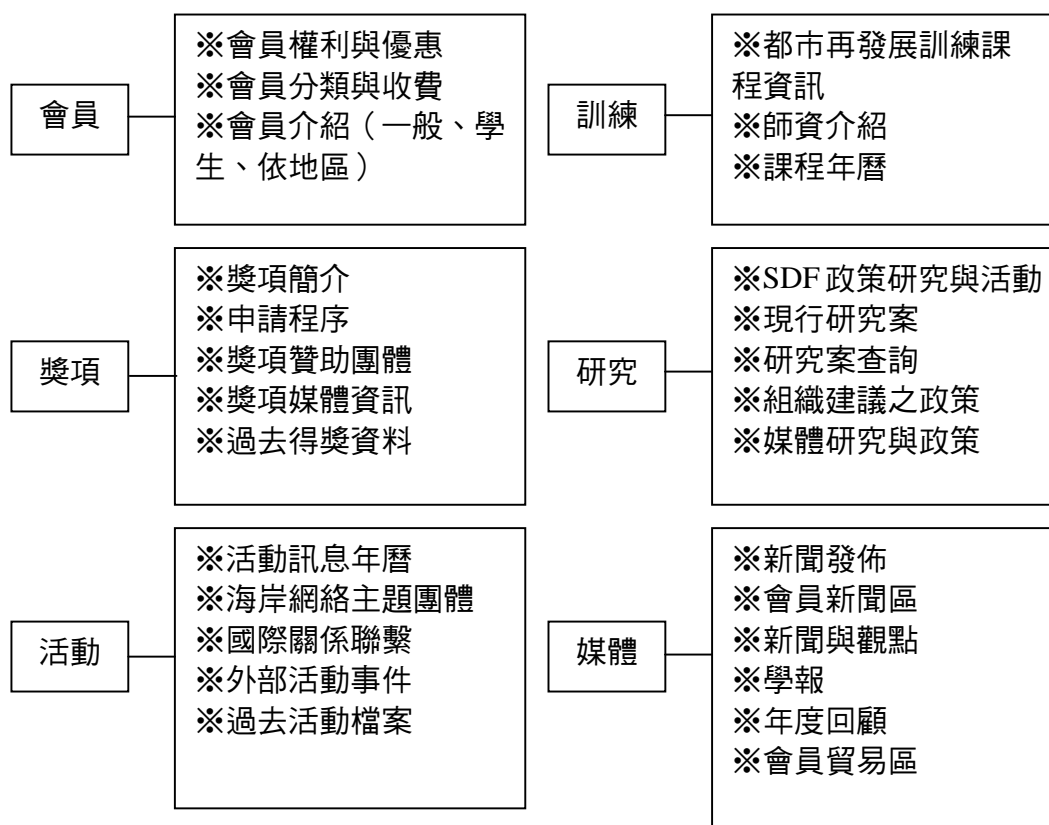 會員
※會員權利與優惠
※會員分類與收費
※會員介紹（一般、學
生、依地區）
訓練
※都市再發展訓練課
程資訊
※師資介紹
※課程年曆
獎項
※獎項簡介
※申請程序
※獎項贊助團體
※獎項媒體資訊
※過去得獎資料
研究
※SDF 政策研究與活動
※現行研究案
※研究案查詢
※組織建議之政策
※媒體研究與政策
活動
※活動訊息年曆
※海岸網絡主題團體
※國際關係聯繫
※外部活動事件
※過去活動檔案
媒體
※新聞發佈
※會員新聞區
※新聞與觀點
※學報
※年度回顧
※會員貿易區